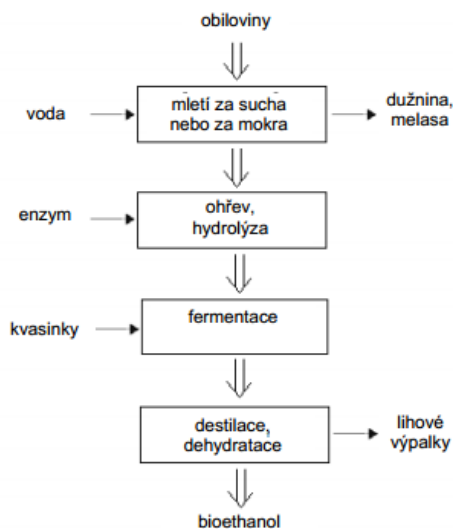 obiloviny
voda
mletí za sucha
nebo za mokra
dužnina,
melasa
enzym
ohřev,
hydrolýza
kvasinky
fermentace
destilace,
dehydratace
lihové
výpalky
bioethanol